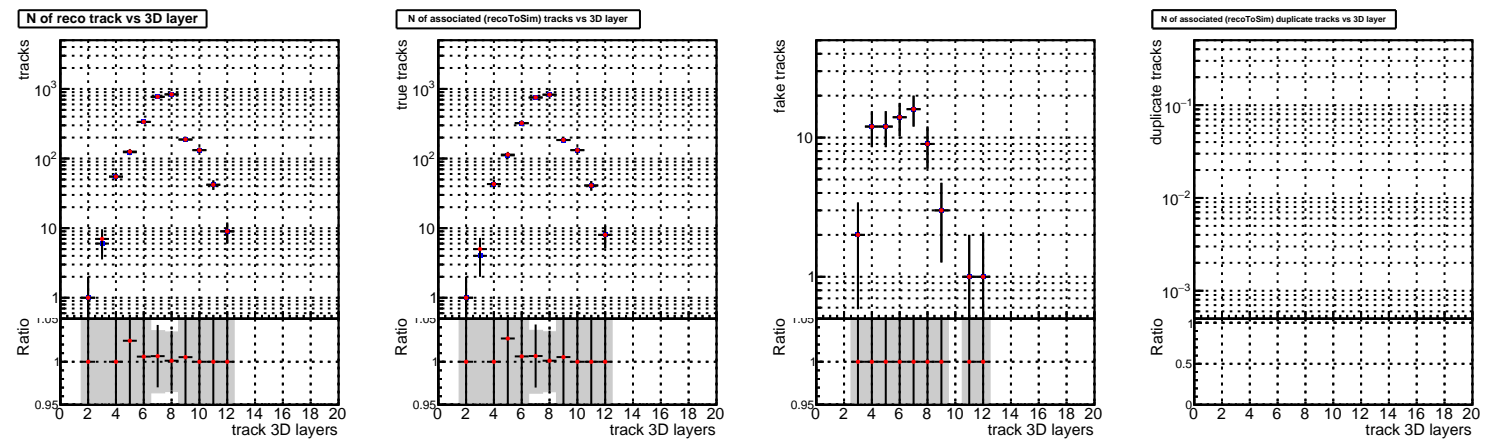 N of reco track vs 3D layer
tracks
10³
10²
10
1
Ratio
1.05
1
0.95
0 2 4 6 8 10 12 14 16 18 20
track 3D layers
N of associated (recoToSim) tracks vs 3D layer
true tracks
10³
10²
10
1
Ratio
1.05
1
0.95
0 2 4 6 8 10 12 14 16 18 20
track 3D layers
fake tracks
10
1
Ratio
1.05
1
0.95
0 2 4 6 8 10 12 14 16 18 20
track 3D layers
N of associated (recoToSim) duplicate tracks vs 3D layer
duplicate tracks
10⁻¹
10⁻²
10⁻³
Ratio
1
0.5
0
0 2 4 6 8 10 12 14 16 18 20
track 3D layers